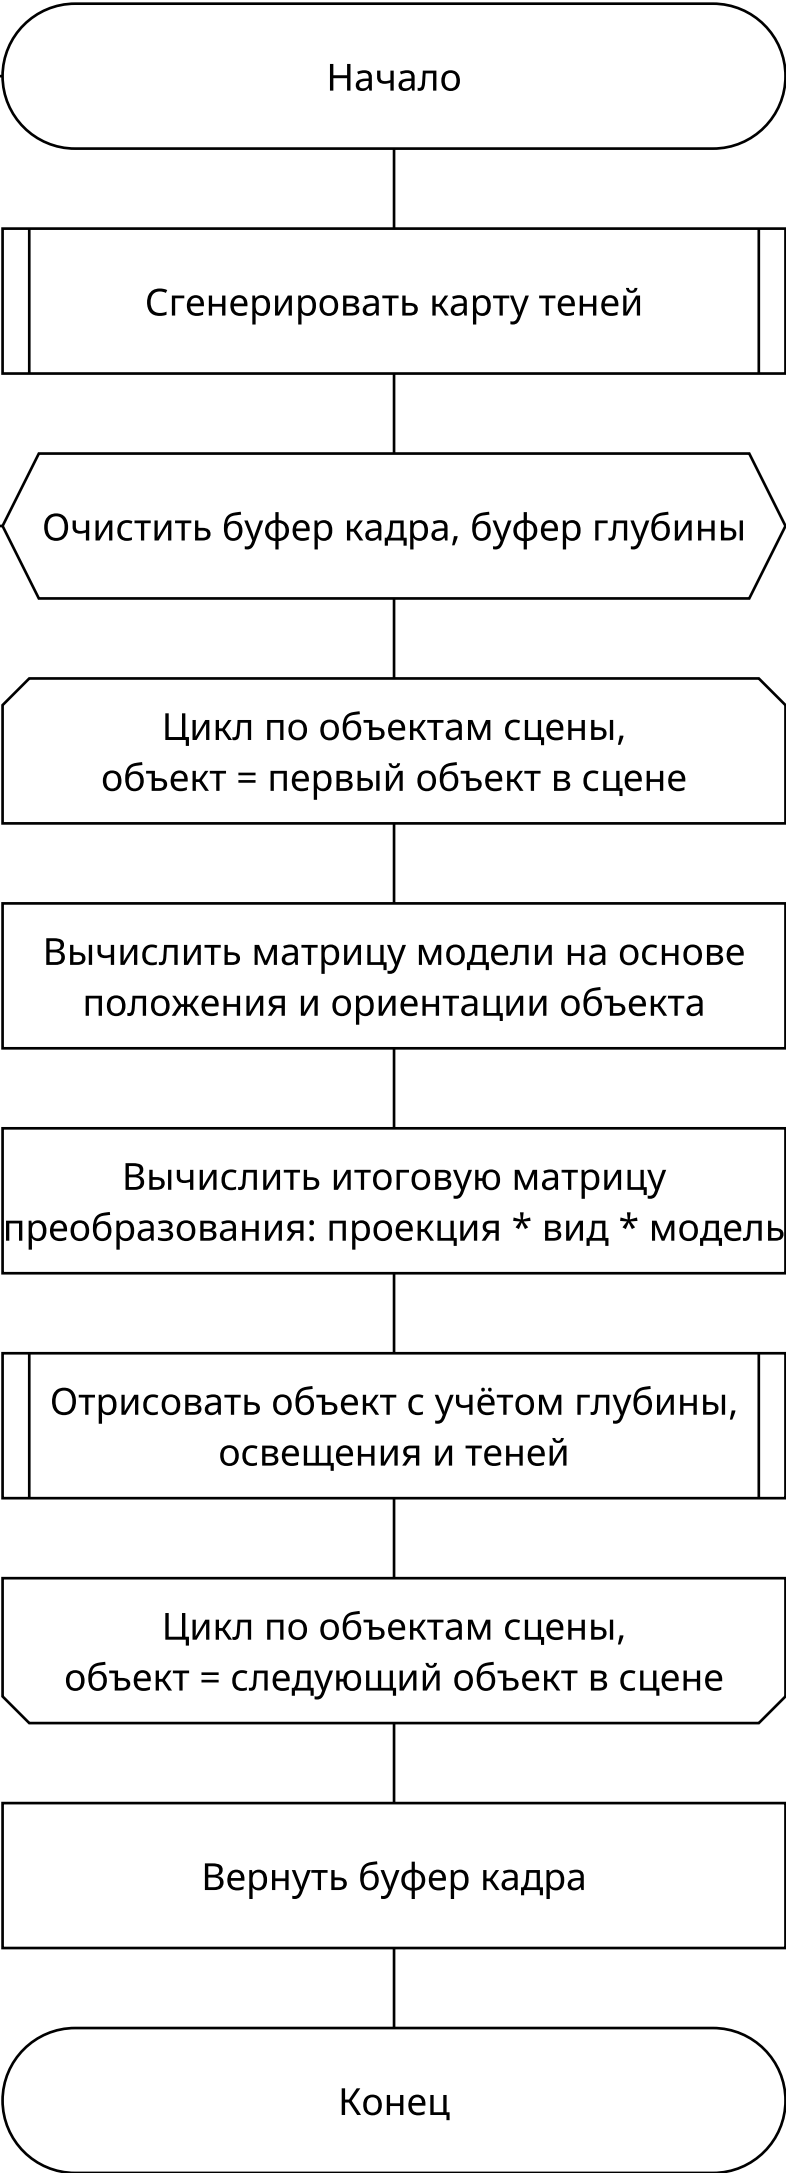 Начало
Сгенерировать карту теней
Очистить буфер кадра, буфер глубины
Цикл по объектам сцены,
объект = первый объект в сцене
Вычислить матрицу модели на основе
положения и ориентации объекта
Вычислить итоговую матрицу
преобразования: проекция * вид * модель
Отрисовать объект с учётом глубины,
освещения и теней
Цикл по объектам сцены,
объект = следующий объект в сцене
Вернуть буфер кадра
Конец